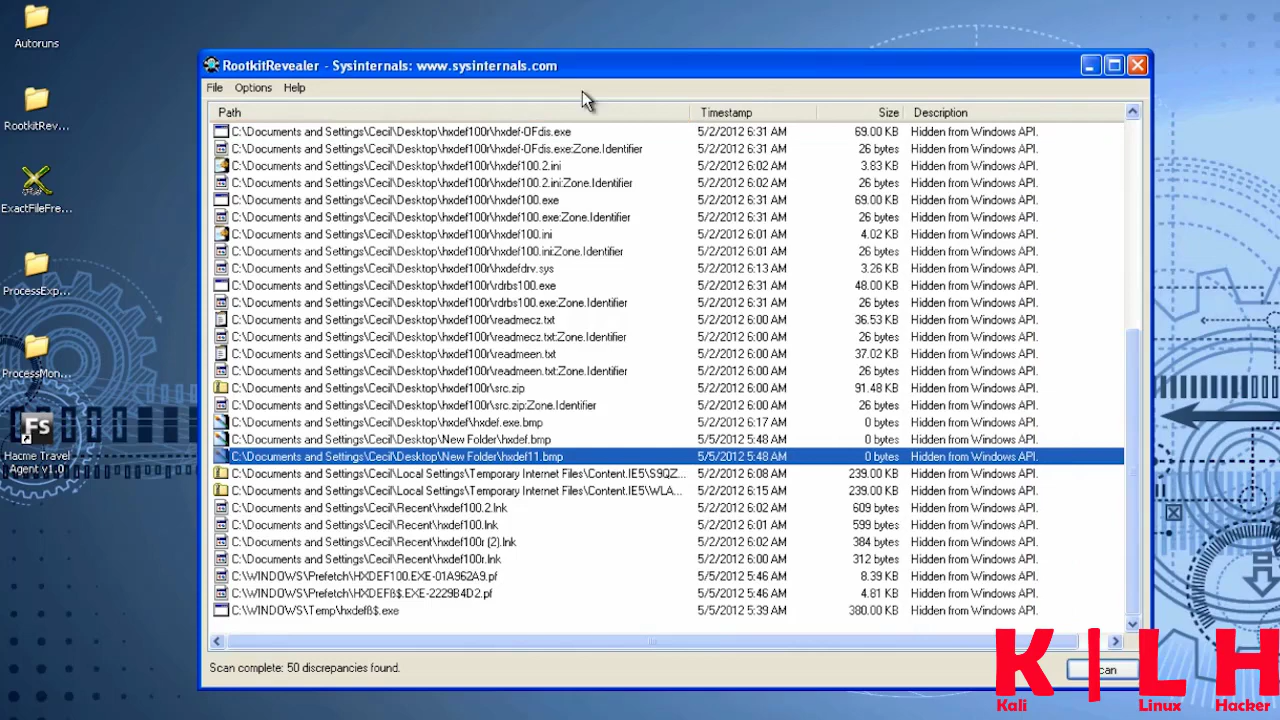 Autoruns
RootkitRev...
ExactFileFre...
ProcessExp...
ProcessMon...
FS
Hacme Travel
Agent v1.0
RootkitRevealer - Sysinternals: www.sysinternals.com
File Options Help
Path Timestamp Size Description
C:\Documents and Settings\Cecil\Desktop\hxdef100r\hxdef-OFdis.exe 5/2/2012 6:31 AM 69.00 KB Hidden from Windows API.
C:\Documents and Settings\Cecil\Desktop\hxdef100r\hxdef-OFdis.exe:Zone.Identifier 5/2/2012 6:31 AM 26 bytes Hidden from Windows API.
C:\Documents and Settings\Cecil\Desktop\hxdef100r\hxdef100.2.ini 5/2/2012 6:02 AM 3.83 KB Hidden from Windows API.
C:\Documents and Settings\Cecil\Desktop\hxdef100r\hxdef100.2.ini:Zone.Identifier 5/2/2012 6:02 AM 26 bytes Hidden from Windows API.
C:\Documents and Settings\Cecil\Desktop\hxdef100r\hxdef100.exe 5/2/2012 6:31 AM 69.00 KB Hidden from Windows API.
C:\Documents and Settings\Cecil\Desktop\hxdef100r\hxdef100.exe:Zone.Identifier 5/2/2012 6:31 AM 26 bytes Hidden from Windows API.
C:\Documents and Settings\Cecil\Desktop\hxdef100r\hxdef100.ini 5/2/2012 6:01 AM 4.02 KB Hidden from Windows API.
C:\Documents and Settings\Cecil\Desktop\hxdef100r\hxdef100.ini:Zone.Identifier 5/2/2012 6:01 AM 26 bytes Hidden from Windows API.
C:\Documents and Settings\Cecil\Desktop\hxdef100r\hxdefdrv.sys 5/2/2012 6:13 AM 3.26 KB Hidden from Windows API.
C:\Documents and Settings\Cecil\Desktop\hxdef100r\rdrbs100.exe 5/2/2012 6:31 AM 48.00 KB Hidden from Windows API.
C:\Documents and Settings\Cecil\Desktop\hxdef100r\rdrbs100.exe:Zone.Identifier 5/2/2012 6:31 AM 26 bytes Hidden from Windows API.
C:\Documents and Settings\Cecil\Desktop\hxdef100r\readmecz.txt 5/2/2012 6:00 AM 36.53 KB Hidden from Windows API.
C:\Documents and Settings\Cecil\Desktop\hxdef100r\readmecz.txt:Zone.Identifier 5/2/2012 6:00 AM 26 bytes Hidden from Windows API.
C:\Documents and Settings\Cecil\Desktop\hxdef100r\readmeen.txt 5/2/2012 6:00 AM 37.02 KB Hidden from Windows API.
C:\Documents and Settings\Cecil\Desktop\hxdef100r\readmeen.txt:Zone.Identifier 5/2/2012 6:00 AM 26 bytes Hidden from Windows API.
C:\Documents and Settings\Cecil\Desktop\hxdef100r\src.zip 5/2/2012 6:00 AM 91.48 KB Hidden from Windows API.
C:\Documents and Settings\Cecil\Desktop\hxdef100r\src.zip:Zone.Identifier 5/2/2012 6:00 AM 26 bytes Hidden from Windows API.
C:\Documents and Settings\Cecil\Desktop\hxdef\hxdef.exe.bmp 5/2/2012 6:17 AM 0 bytes Hidden from Windows API.
C:\Documents and Settings\Cecil\Desktop\New Folder\hxdef.bmp 5/5/2012 5:48 AM 0 bytes Hidden from Windows API.
C:\Documents and Settings\Cecil\Desktop\New Folder\hxdef11.bmp 5/5/2012 5:48 AM 0 bytes Hidden from Windows API.
C:\Documents and Settings\Cecil\Local Settings\Temporary Internet Files\Content.IE5\S9QZ... 5/2/2012 6:08 AM 239.00 KB Hidden from Windows API.
C:\Documents and Settings\Cecil\Local Settings\Temporary Internet Files\Content.IE5\WLA... 5/2/2012 6:15 AM 239.00 KB Hidden from Windows API.
C:\Documents and Settings\Cecil\Recent\hxdef100.2.lnk 5/2/2012 6:02 AM 609 bytes Hidden from Windows API.
C:\Documents and Settings\Cecil\Recent\hxdef100.lnk 5/2/2012 6:01 AM 599 bytes Hidden from Windows API.
C:\Documents and Settings\Cecil\Recent\hxdef100r (2).lnk 5/2/2012 6:02 AM 384 bytes Hidden from Windows API.
C:\Documents and Settings\Cecil\Recent\hxdef100r.lnk 5/2/2012 6:00 AM 312 bytes Hidden from Windows API.
C:\WINDOWS\Prefetch\HXDEF100.EXE-01A962A9.pf 5/5/2012 5:46 AM 8.39 KB Hidden from Windows API.
C:\WINDOWS\Prefetch\HXDEFß$.EXE-2229B4D2.pf 5/5/2012 5:46 AM 4.81 KB Hidden from Windows API.
C:\WINDOWS\Temp\hxdefß$.exe 5/5/2012 5:39 AM 380.00 KB Hidden from Windows API.
Scan complete: 50 discrepancies found.
K|LH
Kali Linux Hacker